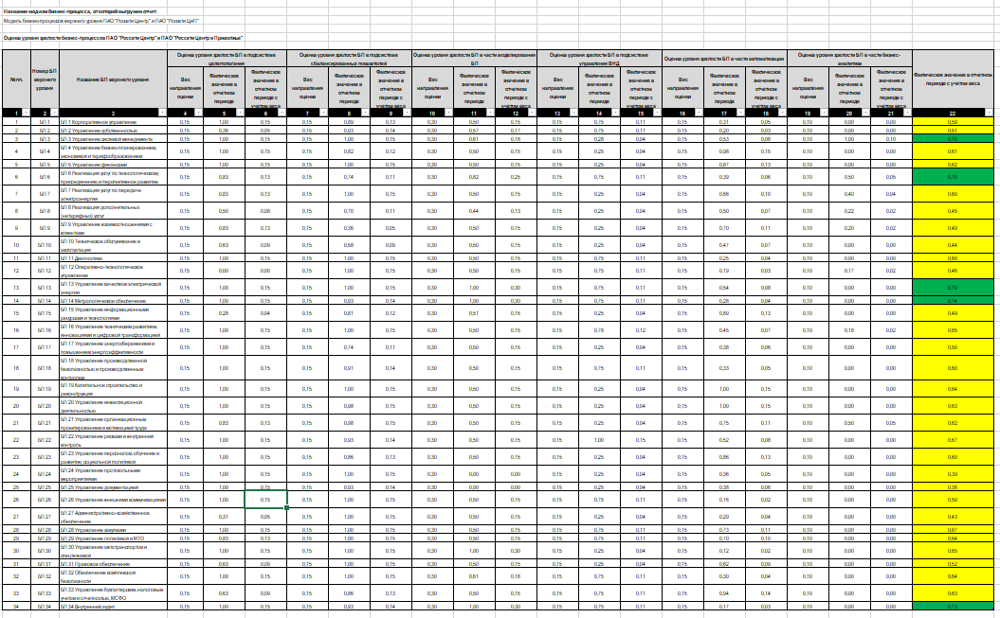 Название модели бизнес-процесса, от которой выгружен отчет:
Модель бизнес-процессов верхнего уровня ПАО "Россети Центр" и ПАО "Россети ЦиП"
Оценка уровня зрелости бизнес-процессов ПАО "Россети Центр" и ПАО "Россети Центр и Приволжье"
№ пп. Номер БП верхнего уровня Название БП верхнего уровня
Оценка уровня зрелости БП в подсистеме целеполагания
Оценка уровня зрелости БП в подсистеме сбалансированных показателей
Оценка уровня зрелости БП в части моделирования БП
Оценка уровня зрелости БП в подсистеме управления ВНД
Оценка уровня зрелости БП в части автоматизации
Оценка уровня зрелости БП в части бизнес-аналитики
Фактическое значение в отчетном периоде с учетом веса
Вес направления оценки Фактическое значение в отчетном периоде Фактическое значение в отчетном периоде с учетом веса
Вес направления оценки Фактическое значение в отчетном периоде Фактическое значение в отчетном периоде с учетом веса
Вес направления оценки Фактическое значение в отчетном периоде Фактическое значение в отчетном периоде с учетом веса
Вес направления оценки Фактическое значение в отчетном периоде Фактическое значение в отчетном периоде с учетом веса
Вес направления оценки Фактическое значение в отчетном периоде Фактическое значение в отчетном периоде с учетом веса
Вес направления оценки Фактическое значение в отчетном периоде Фактическое значение в отчетном периоде с учетом веса
1 2 3 4 5 6 7 8 9 10 11 12 13 14 15 16 17 18 19 20 21 22
1 БП 1 БП 1 Корпоративное управление 0,15 1,00 0,15 0,15 0,89 0,13 0,30 0,50 0,15 0,15 0,75 0,11 0,15 0,31 0,05 0,10 0,00 0,00 0,59
2 БП 2 БП 2 Управление собственностью 0,15 0,36 0,05 0,15 0,93 0,14 0,30 0,57 0,17 0,15 0,75 0,11 0,15 0,20 0,03 0,10 0,00 0,00 0,51
3 БП 3 БП 3 Управление системой менеджмента 0,15 1,00 0,15 0,15 1,00 0,15 0,30 0,61 0,18 0,15 0,28 0,04 0,15 0,53 0,08 0,10 1,00 0,10 0,70
4 БП 4 БП 4 Управление бизнес-планированием, экономикой и тарифообразованием 0,15 1,00 0,15 0,15 0,82 0,12 0,30 0,50 0,15 0,15 0,25 0,04 0,15 0,98 0,15 0,10 0,00 0,00 0,61
5 БП 5 БП 5 Управление финансами 0,15 1,00 0,15 0,15 1,00 0,15 0,30 0,50 0,15 0,15 0,25 0,04 0,15 0,87 0,13 0,10 0,00 0,00 0,62
6 БП 6 БП 6 Реализация услуг по технологическому присоединению и перспективное развитие 0,15 0,83 0,13 0,15 0,74 0,11 0,30 0,82 0,25 0,15 0,75 0,11 0,15 0,39 0,06 0,10 0,50 0,05 0,70
7 БП 7 БП 7 Реализация услуг по передаче электроэнергии 0,15 0,83 0,13 0,15 1,00 0,15 0,30 0,50 0,15 0,15 0,25 0,04 0,15 0,66 0,10 0,10 0,40 0,04 0,60
8 БП 8 БП 8 Реализация дополнительных (нетарифных) услуг 0,15 0,50 0,08 0,15 0,70 0,11 0,30 0,44 0,13 0,15 0,25 0,04 0,15 0,50 0,07 0,10 0,22 0,02 0,45
9 БП 9 БП 9 Управление взаимоотношениями с клиентами 0,15 0,83 0,13 0,15 0,36 0,05 0,30 0,50 0,15 0,15 0,25 0,04 0,15 0,70 0,11 0,10 0,20 0,02 0,49
10 БП 10 БП 10 Техническое обслуживание и эксплуатация 0,15 0,63 0,09 0,15 0,58 0,09 0,30 0,50 0,15 0,15 0,25 0,04 0,15 0,47 0,07 0,10 0,00 0,00 0,44
11 БП 11 БП 11 Диагностика 0,15 1,00 0,15 0,15 1,00 0,15 0,30 0,50 0,15 0,15 0,75 0,11 0,15 0,25 0,04 0,10 0,00 0,00 0,60
12 БП 12 БП 12 Оперативно-технологическое управление 0,15 0,00 0,00 0,15 1,00 0,15 0,30 0,50 0,15 0,15 0,75 0,11 0,15 0,19 0,03 0,10 0,17 0,02 0,46
13 БП 13 БП 13 Управление качеством электрической энергии 0,15 1,00 0,15 0,15 1,00 0,15 0,30 1,00 0,30 0,15 0,75 0,11 0,15 0,54 0,08 0,10 0,00 0,00 0,79
14 БП 14 БП 14 Метрологическое обеспечение 0,15 1,00 0,15 0,15 0,93 0,14 0,30 1,00 0,30 0,15 0,75 0,11 0,15 0,28 0,04 0,10 0,00 0,00 0,74
15 БП 15 БП 15 Управление информационными ресурсами и технологиями 0,15 0,28 0,04 0,15 0,81 0,12 0,30 0,51 0,15 0,15 0,25 0,04 0,15 0,89 0,13 0,10 0,00 0,00 0,49
16 БП 16 БП 16 Управление техническим развитием, инновациями и цифровой трансформацией 0,15 1,00 0,15 0,15 1,00 0,15 0,30 0,50 0,15 0,15 0,78 0,12 0,15 0,45 0,07 0,10 0,18 0,02 0,65
17 БП 17 БП 17 Управление энергосбережением и повышением энергоэффективности 0,15 1,00 0,15 0,15 0,74 0,11 0,30 0,50 0,15 0,15 0,25 0,04 0,15 0,38 0,06 0,10 0,00 0,00 0,50
18 БП 18 БП 18 Управление производственной безопасностью и производственным контролем 0,15 1,00 0,15 0,15 0,91 0,14 0,30 0,50 0,15 0,15 0,75 0,11 0,15 0,33 0,05 0,10 0,00 0,00 0,60
19 БП 19 БП 19 Капитальное строительство и реконструкция 0,15 1,00 0,15 0,15 1,00 0,15 0,30 0,50 0,15 0,15 0,25 0,04 0,15 1,00 0,15 0,10 0,00 0,00 0,64
20 БП 20 БП 20 Управление инвестиционной деятельностью 0,15 1,00 0,15 0,15 0,98 0,15 0,30 0,50 0,15 0,15 0,25 0,04 0,15 1,00 0,15 0,10 0,00 0,00 0,63
21 БП 21 БП 21 Управление организационным проектированием и мотивацией труда 0,15 0,83 0,13 0,15 0,98 0,15 0,30 0,50 0,15 0,15 0,25 0,04 0,15 0,75 0,11 0,10 0,50 0,05 0,62
22 БП 22 БП 22 Управление рисками и внутренний контроль 0,15 1,00 0,15 0,15 0,93 0,14 0,30 0,50 0,15 0,15 1,00 0,15 0,15 0,52 0,08 0,10 0,00 0,00 0,67
23 БП 23 БП 23 Управление персоналом, обучение и развитие, социальной политикой 0,15 1,00 0,15 0,15 0,86 0,13 0,30 0,50 0,15 0,15 0,25 0,04 0,15 0,86 0,13 0,10 0,00 0,00 0,60
24 БП 24 БП 24 Управление протокольными мероприятиями 0,15 1,00 0,15 0,15 1,00 0,15 0,30 0,00 0,00 0,15 0,25 0,04 0,15 0,36 0,05 0,10 0,00 0,00 0,39
25 БП 25 БП 25 Управление документацией 0,15 1,00 0,15 0,15 0,93 0,14 0,30 0,00 0,00 0,15 0,25 0,04 0,15 0,38 0,06 0,10 0,00 0,00 0,38
26 БП 26 БП 26 Управление внешними коммуникациями 0,15 1,00 0,15 0,15 1,00 0,15 0,30 0,50 0,15 0,15 0,75 0,11 0,15 0,16 0,02 0,10 0,00 0,00 0,59
27 БП 27 БП 27 Административно-хозяйственное обеспечение 0,15 0,31 0,05 0,15 1,00 0,15 0,30 0,50 0,15 0,15 0,25 0,04 0,15 0,29 0,04 0,10 0,00 0,00 0,43
28 БП 28 БП 28 Управление закупками 0,15 1,00 0,15 0,15 1,00 0,15 0,30 0,50 0,15 0,15 0,75 0,11 0,15 0,73 0,11 0,10 0,00 0,00 0,67
29 БП 29 БП 29 Управление логистикой и МТО 0,15 0,83 0,13 0,15 1,00 0,15 0,30 0,50 0,15 0,15 0,75 0,11 0,15 0,70 0,10 0,10 0,00 0,00 0,64
30 БП 30 БП 30 Управление автотранспортом и спецтехникой 0,15 1,00 0,15 0,15 1,00 0,15 0,30 1,00 0,30 0,15 0,25 0,04 0,15 0,12 0,02 0,10 0,00 0,00 0,65
31 БП 31 БП 31 Правовое обеспечение 0,15 0,63 0,09 0,15 1,00 0,15 0,30 0,50 0,15 0,15 0,25 0,04 0,15 0,62 0,09 0,10 0,00 0,00 0,52
32 БП 32 БП 32 Обеспечение комплексной безопасности 0,15 1,00 0,15 0,15 1,00 0,15 0,30 0,61 0,18 0,15 0,75 0,11 0,15 0,30 0,04 0,10 0,00 0,00 0,64
33 БП 33 БП 33 Управление бухгалтерским, налоговым учетом и отчетностью, МСФО 0,15 0,63 0,09 0,15 0,86 0,13 0,30 0,50 0,15 0,15 0,75 0,11 0,15 0,94 0,14 0,10 0,00 0,00 0,63
34 БП 34 БП 34 Внутренний аудит 0,15 1,00 0,15 0,15 0,93 0,14 0,30 1,00 0,30 0,15 0,75 0,11 0,15 0,17 0,03 0,10 0,00 0,00 0,73